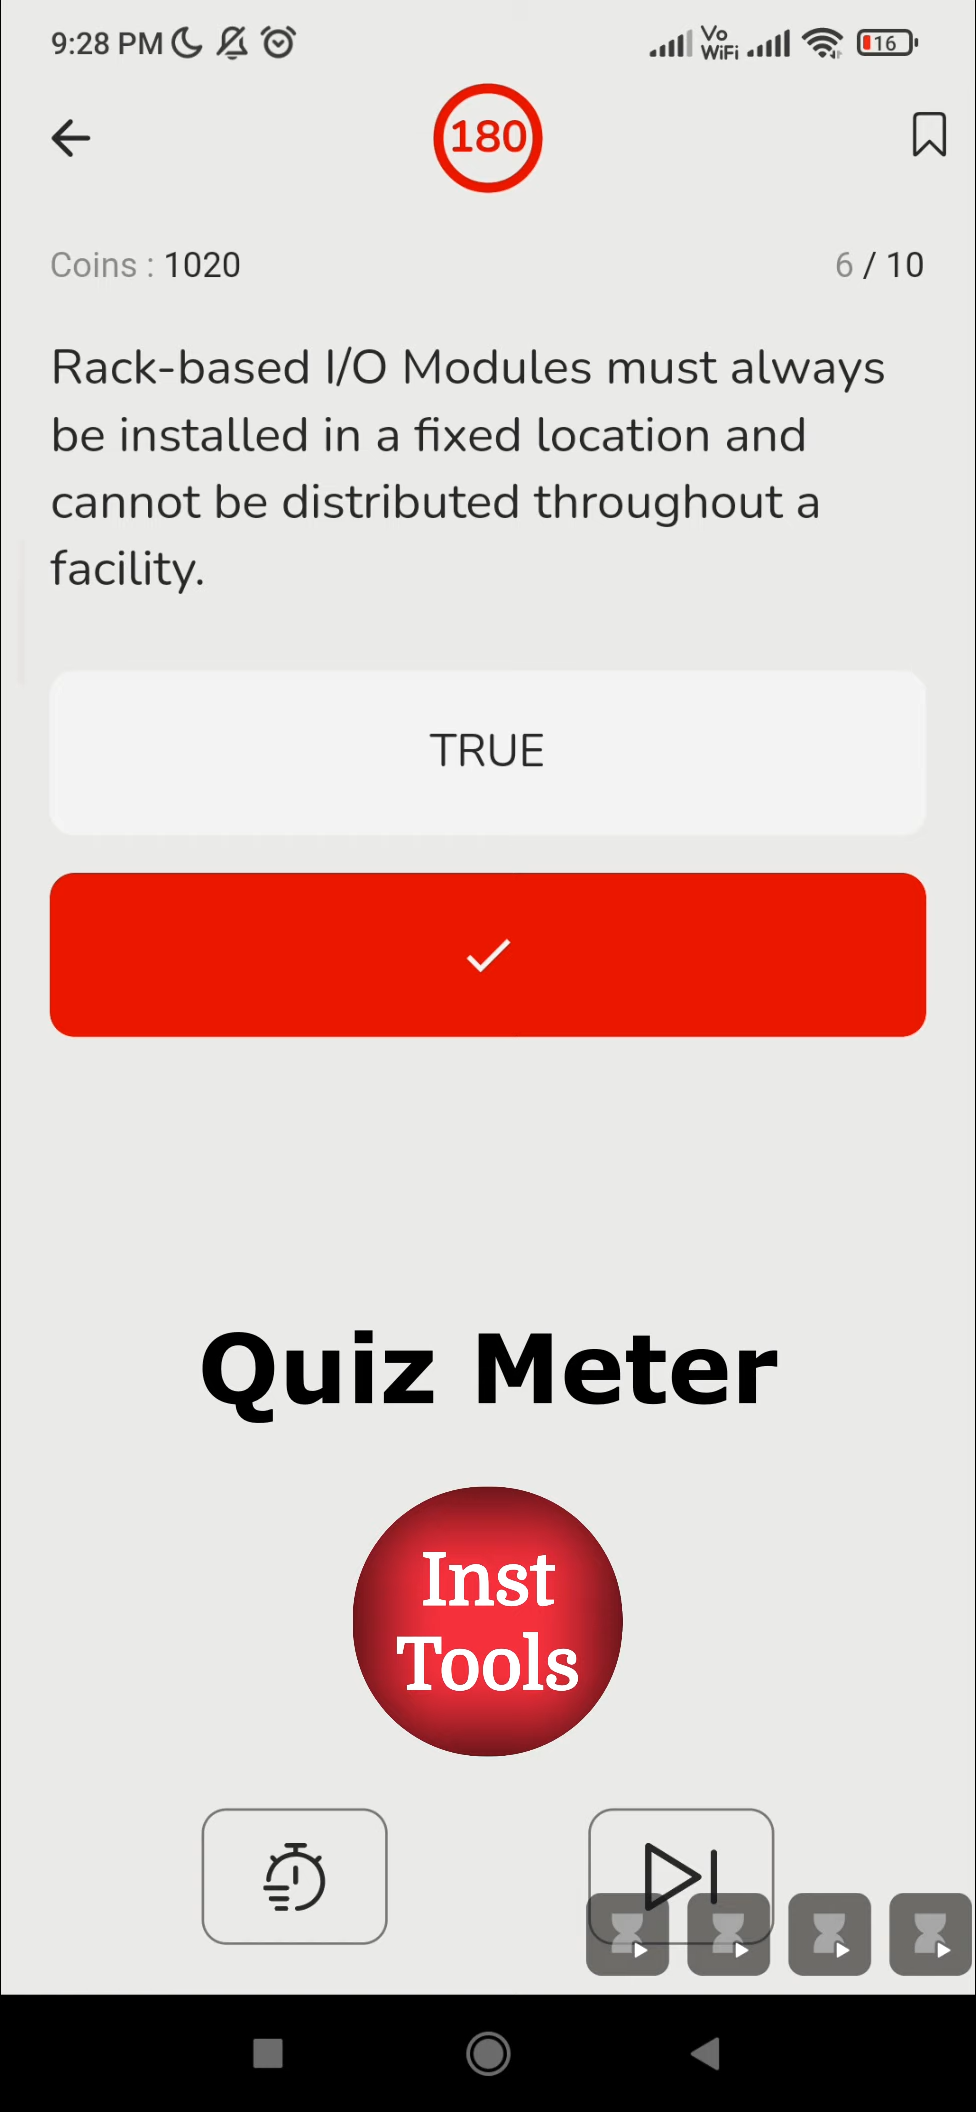 9:28 PM Vo WiFi 16
180
Coins : 1020 6 / 10
Rack-based I/O Modules must always
be installed in a fixed location and
cannot be distributed throughout a
facility.
TRUE
Quiz Meter
Inst
Tools